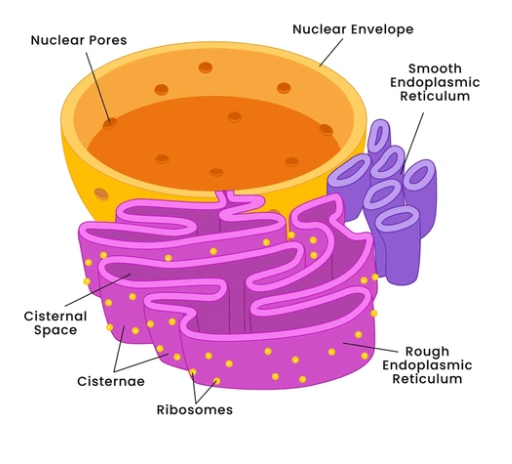 Nuclear Envelope
Nuclear Pores
Smooth
Endoplasmic
Reticulum
Cisternal
Space
Cisternae
Ribosomes
Rough
Endoplasmic
Reticulum